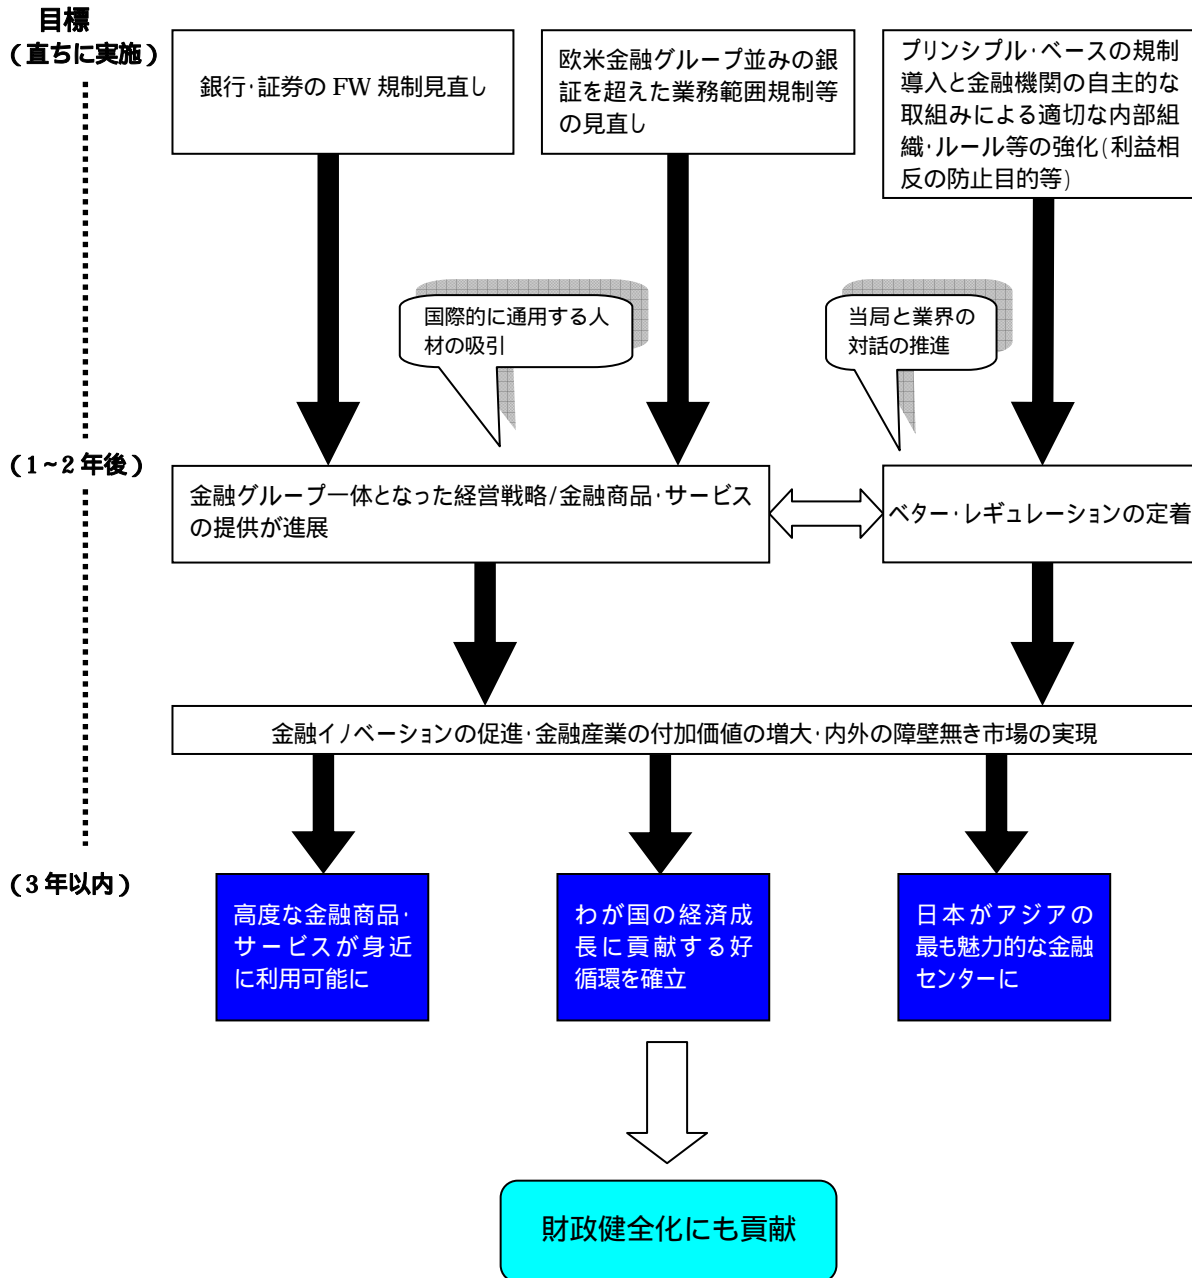 目標
（直ちに実施）
銀行・証券の FW 規制見直し
欧米金融グループ並みの銀
証を超えた業務範囲規制等
の見直し
プリンシプル・ベースの規制
導入と金融機関の自主的な
取組みによる適切な内部組
織・ルール等の強化（利益相
反の防止目的等）
国際的に通用する人
材の吸引
当局と業界の
対話の推進
（1~2 年後）
金融グループ一体となった経営戦略/金融商品・サービス
の提供が進展
ベター・レギュレーションの定着
金融イノベーションの促進・金融産業の付加価値の増大・内外の障壁無き市場の実現
（3 年以内）
高度な金融商品・
サービスが身近
に利用可能に
わが国の経済成
長に貢献する好
循環を確立
日本がアジアの
最も魅力的な金融
センターに
財政健全化にも貢献